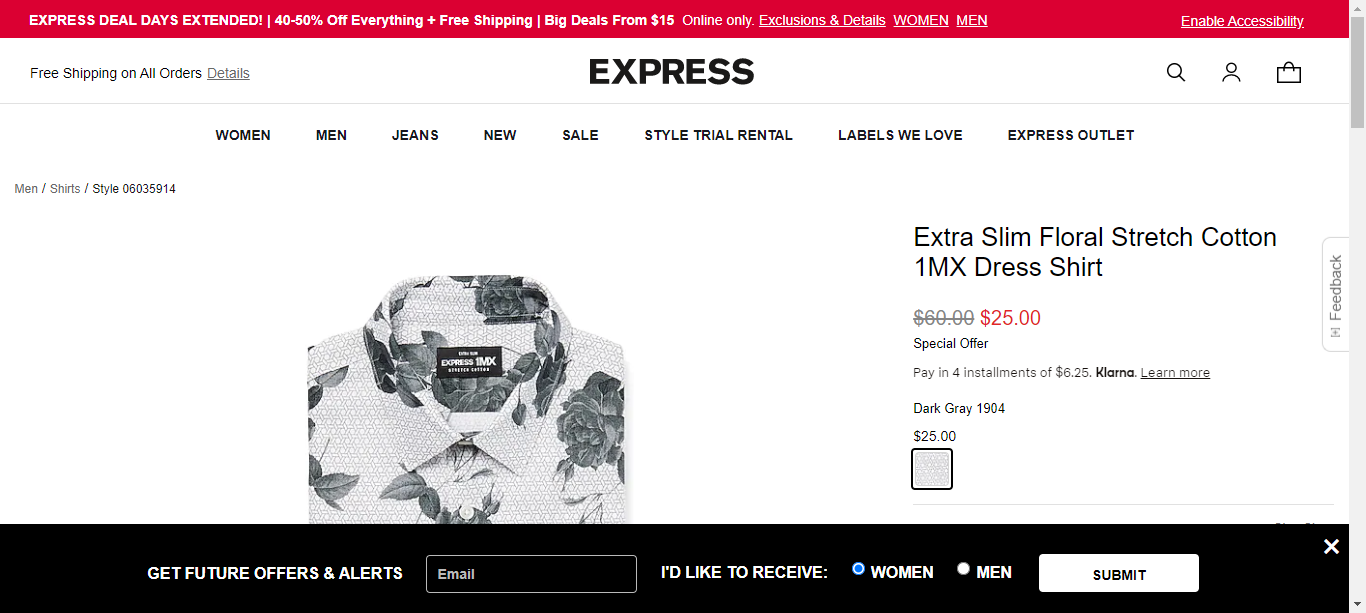 EXPRESS DEAL DAYS EXTENDED! | 40-50% Off Everything + Free Shipping | Big Deals From $15 Online only. Exclusions & Details WOMEN MEN Enable Accessibility
Free Shipping on All Orders Details
EXPRESS
WOMEN MEN JEANS NEW SALE STYLE TRIAL RENTAL LABELS WE LOVE EXPRESS OUTLET
Men / Shirts / Style 06035914
Extra Slim Floral Stretch Cotton
1MX Dress Shirt
$60.00 $25.00
Special Offer
Pay in 4 installments of $6.25. Klarna. Learn more
Dark Gray 1904
$25.00
Feedback
EXTRA SLIM
EXPRESS 1MX
STRETCH COTTON
GET FUTURE OFFERS & ALERTS Email I'D LIKE TO RECEIVE: WOMEN MEN SUBMIT